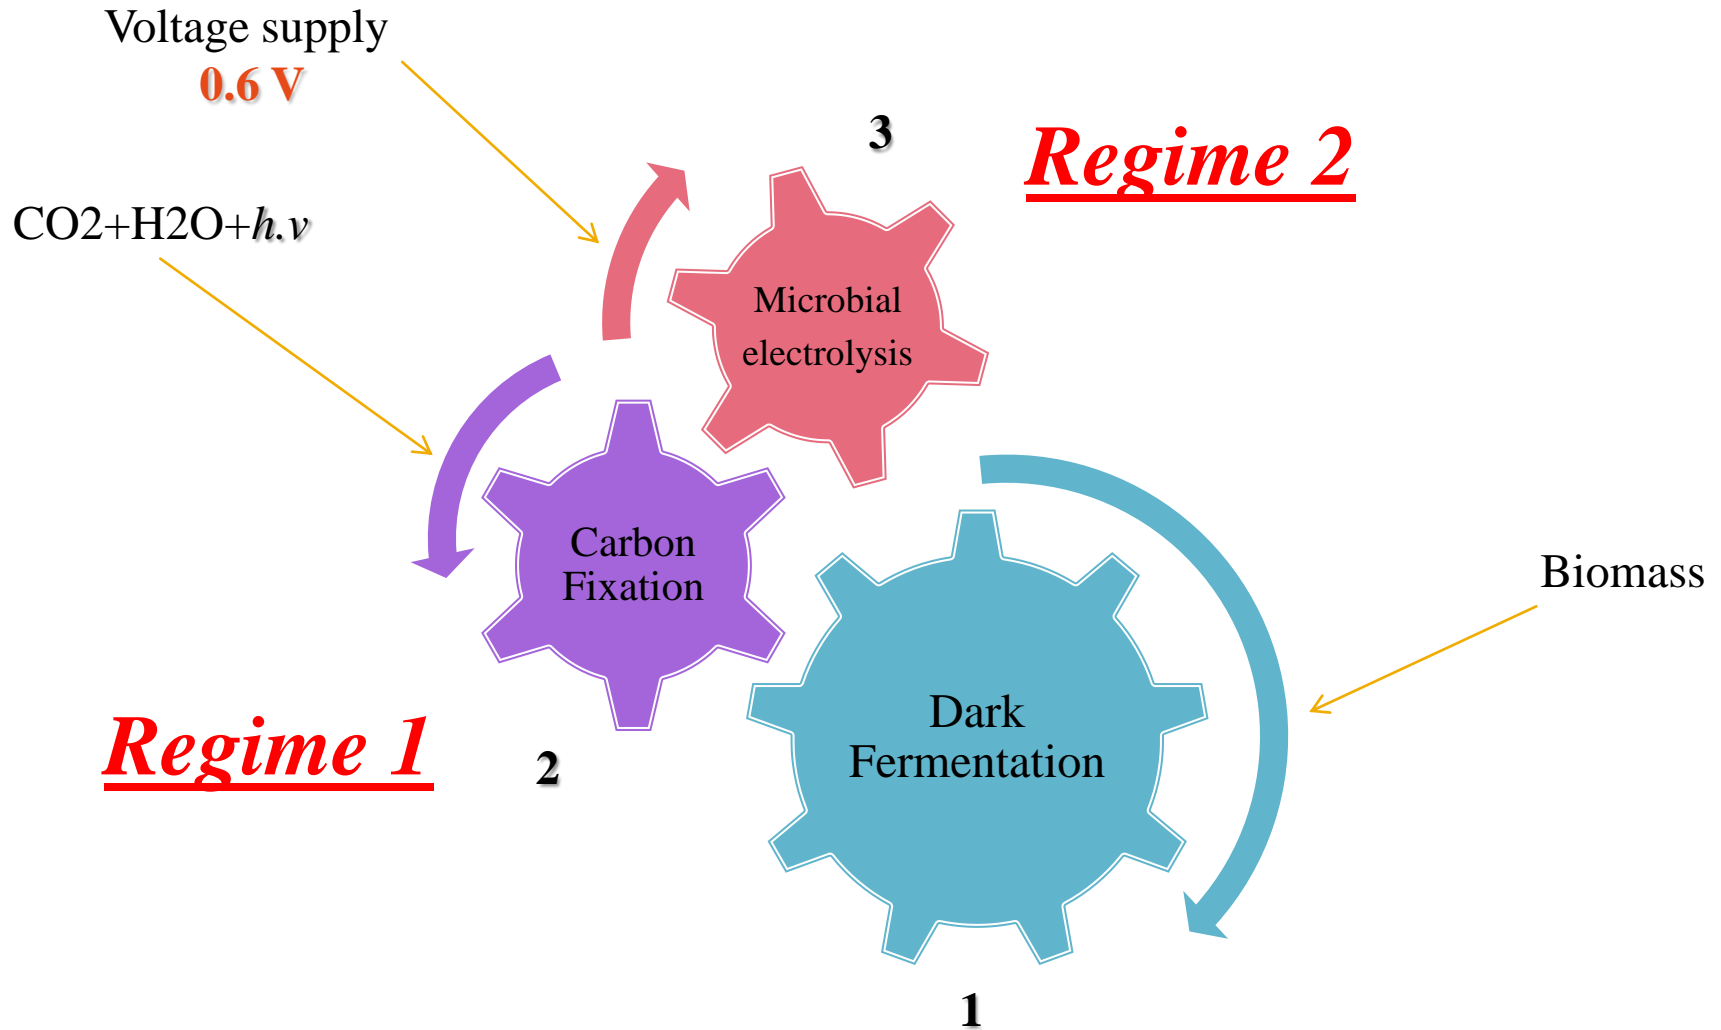 Voltage supply
0.6 V
3
Regime 2
CO2+H2O+h.v
Microbial
electrolysis
Carbon
Fixation
Biomass
Dark
Fermentation
Regime 1
2
1